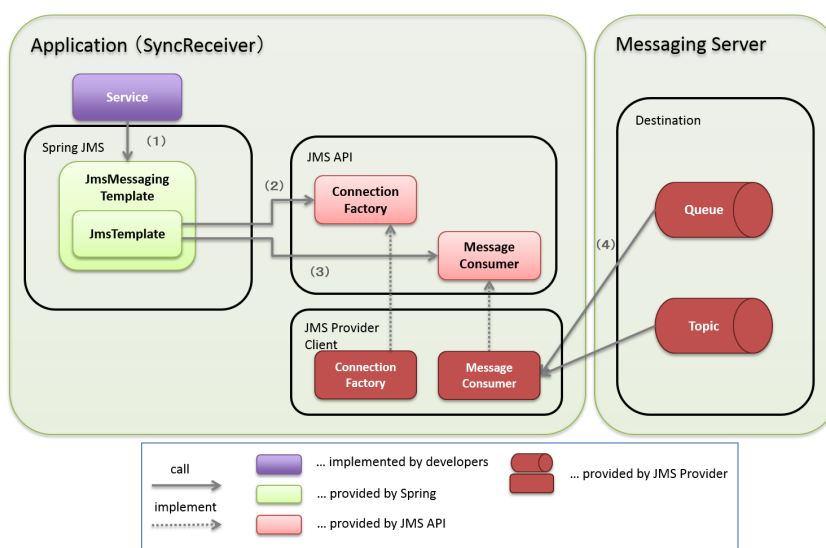 Application （SyncReceiver）
Messaging Server
Service
(1)
Destination
Spring JMS
JMS API
JmsMessaging
Template
(2)
Connection
Factory
JmsTemplate
Queue
(4)
Message
Consumer
(3)
JMS Provider
Client
Topic
Connection
Factory
Message
Consumer
call
... implemented by developers
... provided by JMS Provider
... provided by Spring
implement
... provided by JMS API